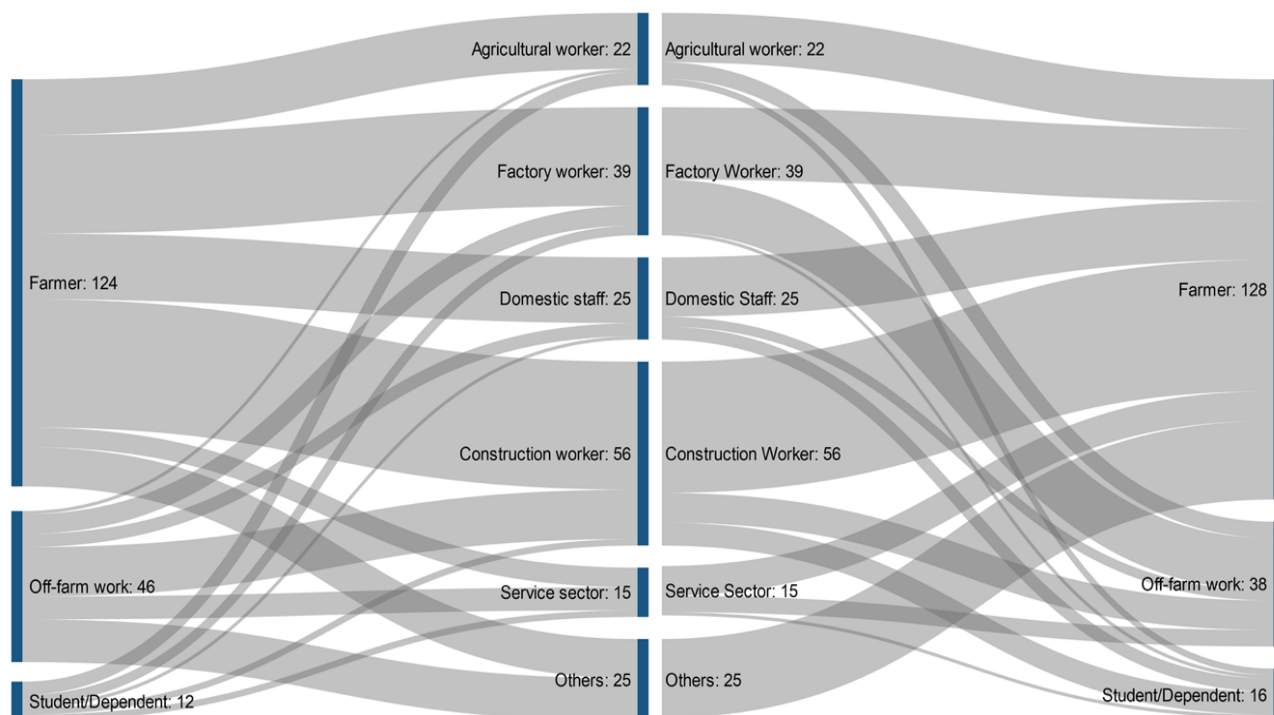 Agricultural worker: 22
Agricultural worker: 22
Factory worker: 39
Factory Worker: 39
Farmer: 124
Domestic staff: 25
Domestic Staff: 25
Farmer: 128
Construction worker: 56
Construction Worker: 56
Off-farm work: 46
Service sector: 15
Service Sector: 15
Off-farm work: 38
Student/Dependent: 12
Others: 25
Others: 25
Student/Dependent: 16